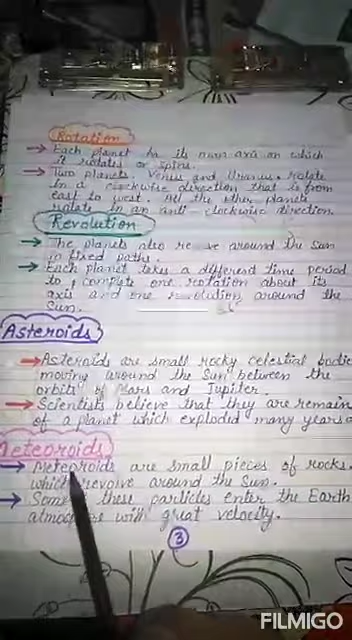 Rotation
→ Each planet has its own axis on which
it rotates or spins.
→ Two planets, Venus and Uranus rotate
in a clockwise direction that is from
east to west. All the other planets
rotate in an anti-clockwise direction.
Revolution
→ The planets also revolve around the Sun
in fixed paths.
→ Each planet takes a different time period
to complete one rotation about its
axis and one revolution around the
Sun.
Asteroids
→ Asteroids are small rocky celestial bodie
moving around the Sun between the
orbits of Mars and Jupiter.
→ Scientists believe that they are remain
of a planet which exploded many years
Meteoroids
→ Meteoroids are small pieces of rocks
which revolve around the Sun.
→ Some these particles enter the Earth
atmosphere with great velocity.
3
FILMIGO